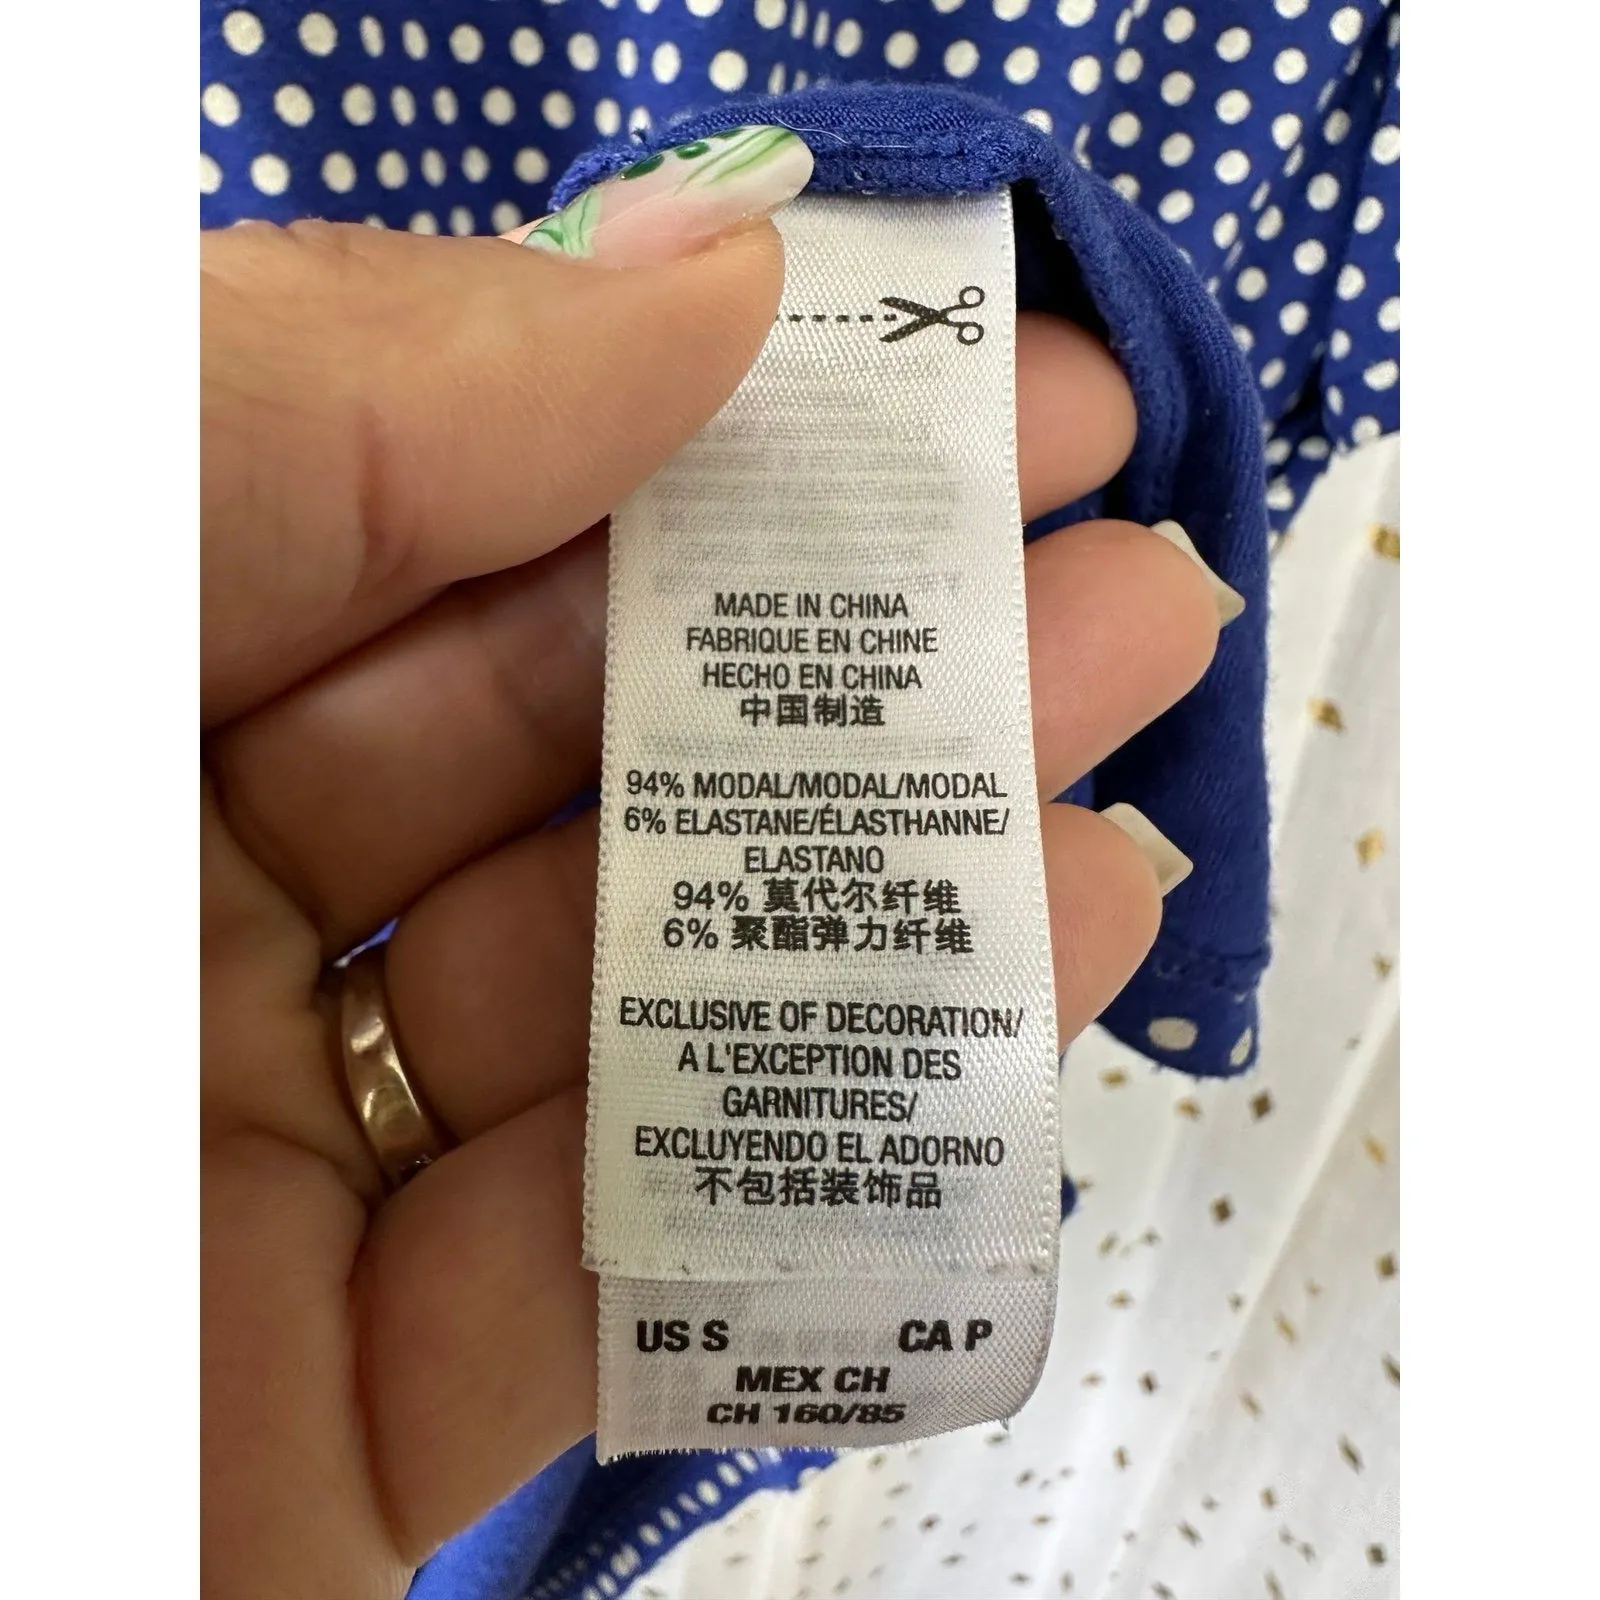 MADE IN CHINA
FABRIQUE EN CHINE
HECHO EN CHINA
中国制造
94% MODAL/MODAL/MODAL
6% ELASTANE/ÉLASTHANNE/
ELASTANO
94% 莫代尔纤维
6% 聚酯弹力纤维
EXCLUSIVE OF DECORATION/
A L'EXCEPTION DES
GARNITURES/
EXCLUYENDO EL ADORNO
不包括装饰品
US S CA P
MEX CH
CH 160/85